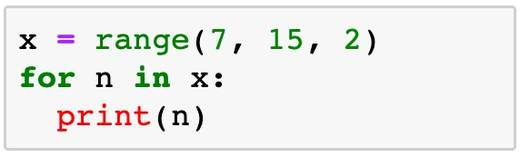 x = range(7, 15, 2)
for n in x:
  print(n)